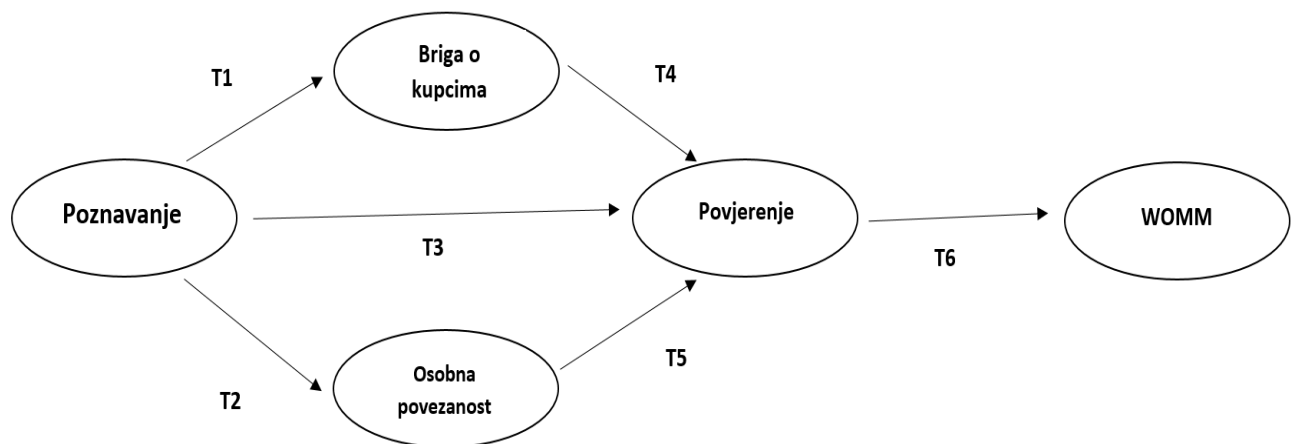 Briga o
kupcima
T1
T4
Poznavanje
Povjerenje
WOMM
T3
T6
Osobna
povezanost
T2
T5